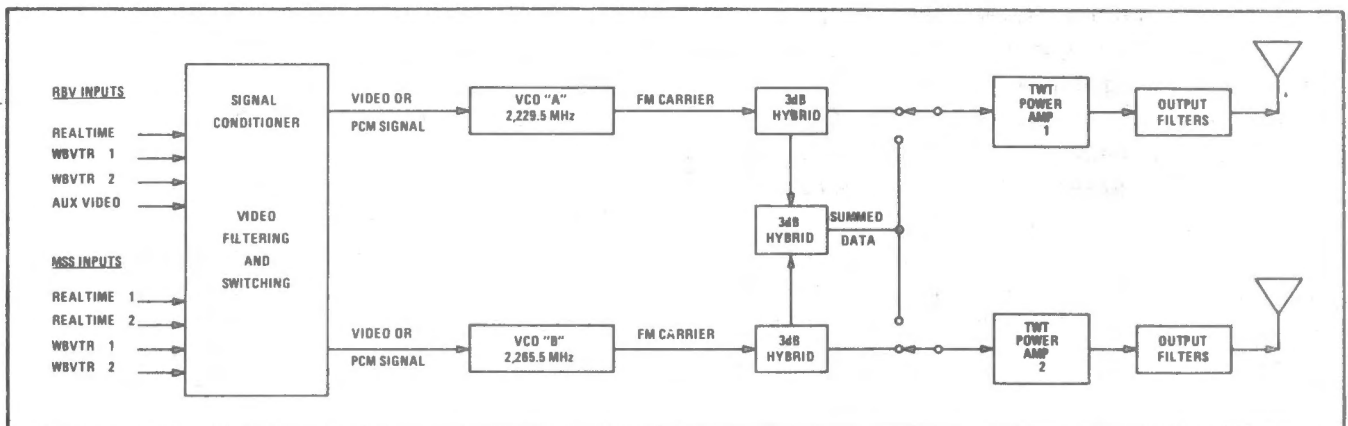 RBV INPUTS
REALTIME
WBVTR 1
WBVTR 2
AUX VIDEO
MSS INPUTS
REALTIME 1
REALTIME 2
WBVTR 1
WBVTR 2
SIGNAL
CONDITIONER
VIDEO
FILTERING
AND
SWITCHING
VIDEO OR
PCM SIGNAL
VCO "A"
2,229.5 MHz
FM CARRIER
3dB
HYBRID
TWT
POWER
AMP
1
OUTPUT
FILTERS
3dB
HYBRID
SUMMED
DATA
VIDEO OR
PCM SIGNAL
VCO "B"
2,265.5 MHz
FM CARRIER
3dB
HYBRID
TWT
POWER
AMP
2
OUTPUT
FILTERS